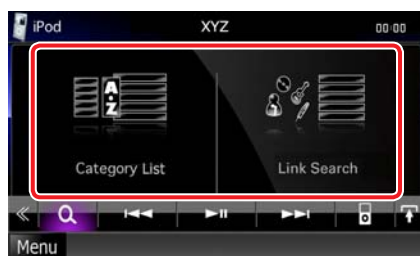 iPod XYZ 00:00
A
Z
Category List Link Search
Menu